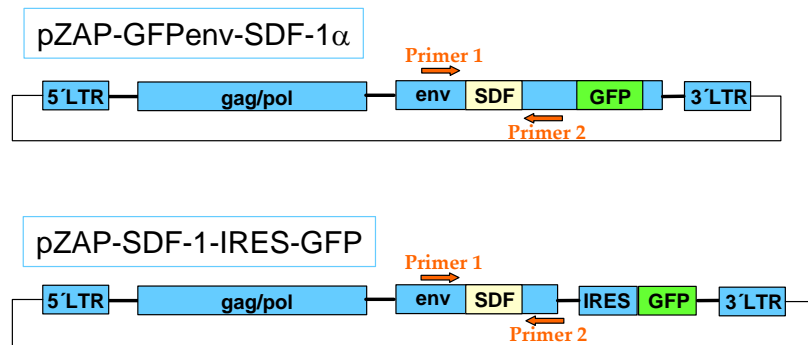 pZAP-GFPenv-SDF-1α
Primer 1
5´LTR gag/pol env SDF GFP 3´LTR
Primer 2
pZAP-SDF-1-IRES-GFP
Primer 1
5´LTR gag/pol env SDF IRES GFP 3´LTR
Primer 2